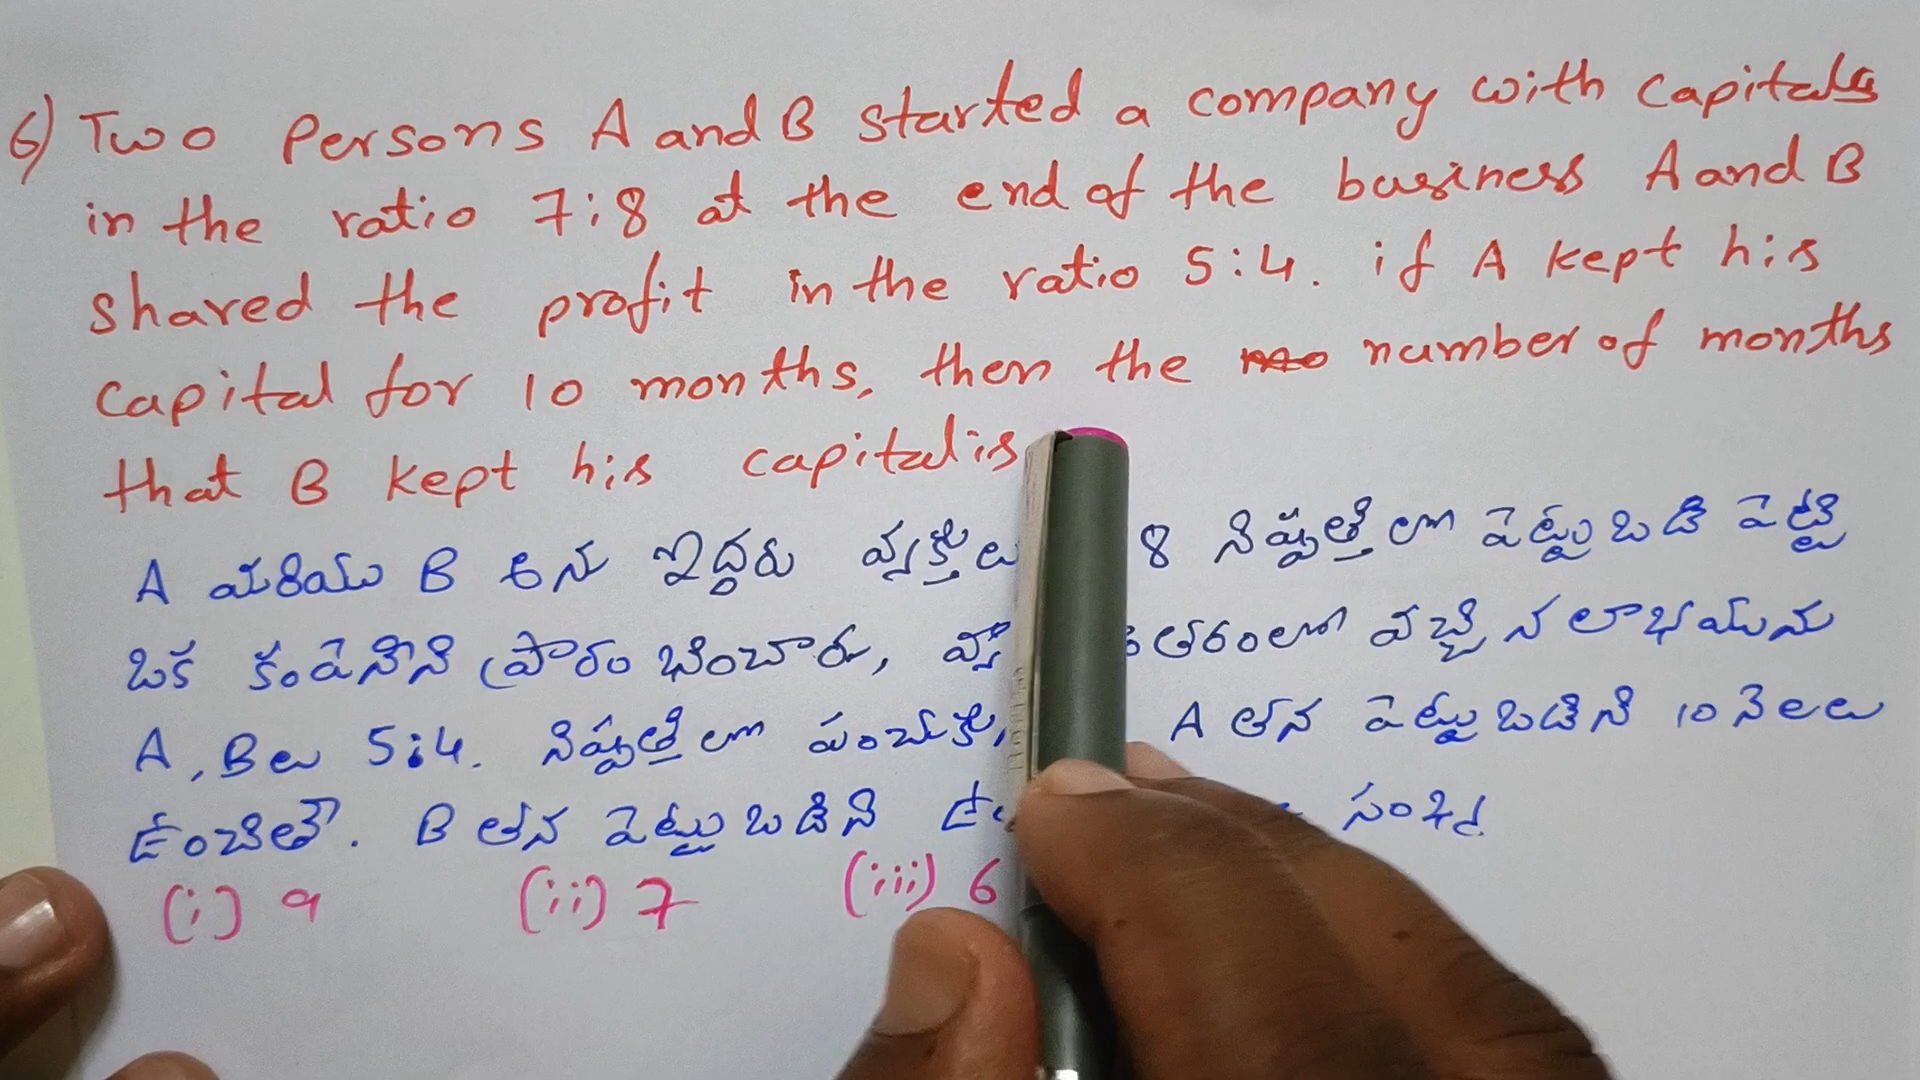 6) Two Persons A and B started a company with capitals
in the ratio 7:8 at the end of the business A and B
shared the profit in the ratio 5:4. if A kept his
capital for 10 months, then the number of months
that B kept his capital is
A మరియు B అను ఇద్దరు వ్యక్తులు 8 నిష్పత్తి లో పెట్టుబడి పెట్టి
ఒక కంపెనీని ప్రారంభించారు, వచ్చిన లాభమును
A, B లు 5:4. నిష్పత్తి లో A తన పెట్టుబడిని 10 నెలలు
ఉంచితే. B తన పెట్టుబడిని సంఖ్య
(i) 9 (ii) 7 (iii) 6